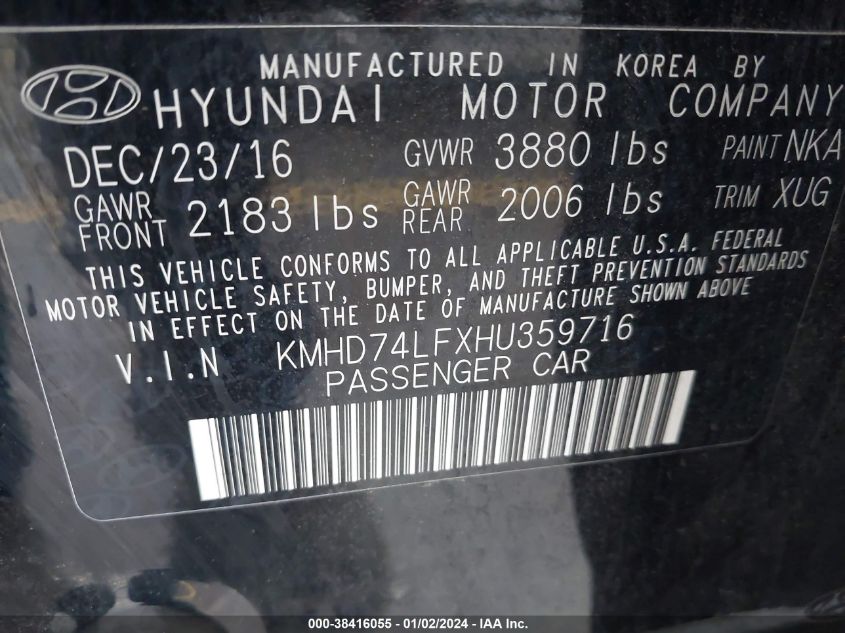 MANUFACTURED IN KOREA BY
HYUNDAI MOTOR COMPANY
DEC/23/16 GVWR 3880 lbs PAINT NKA
GAWR FRONT 2183 lbs GAWR REAR 2006 lbs TRIM XUG
THIS VEHICLE CONFORMS TO ALL APPLICABLE U.S.A. FEDERAL
MOTOR VEHICLE SAFETY, BUMPER, AND THEFT PREVENTION STANDARDS
IN EFFECT ON THE DATE OF MANUFACTURE SHOWN ABOVE
V.I.N KMHD74LFXHU359716
PASSENGER CAR
000-38416055 - 01/02/2024 - IAA Inc.